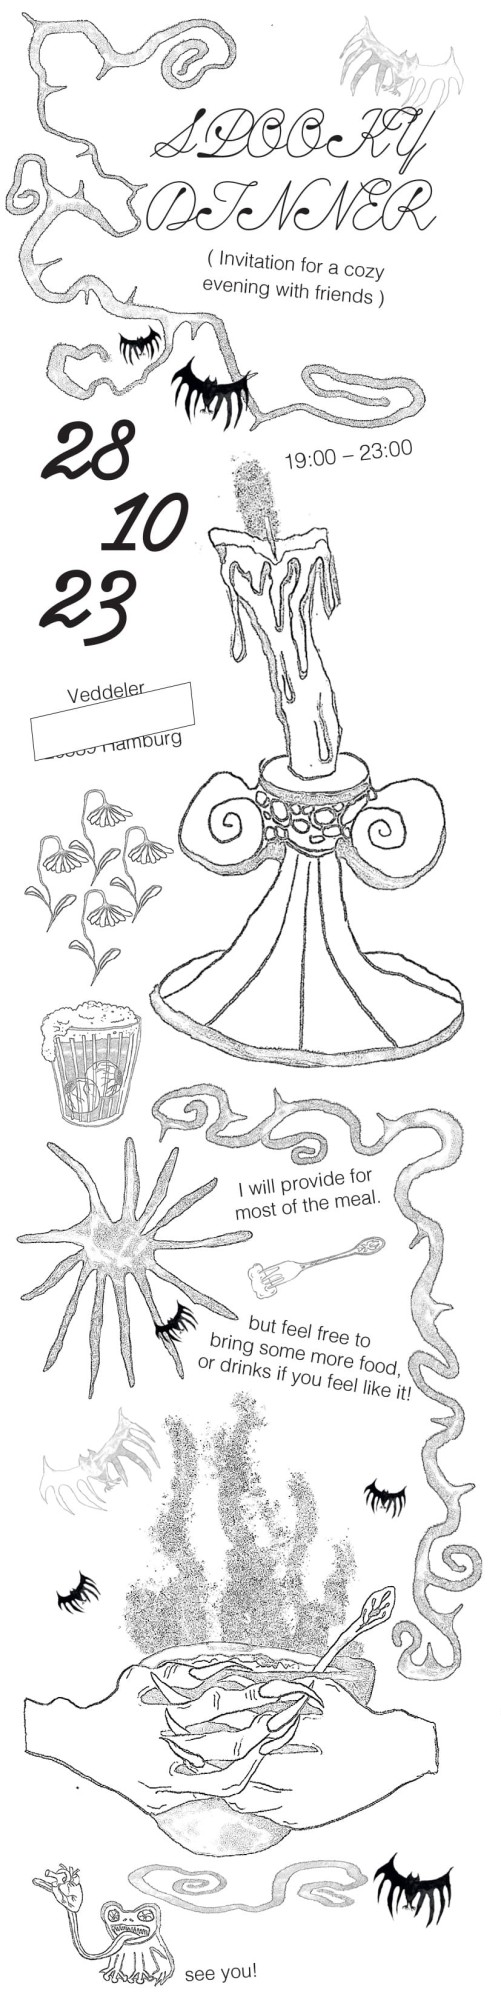 SPOOKY
DINNER
( Invitation for a cozy
evening with friends )
28
10
23
19:00 – 23:00
Veddeler
Hamburg
I will provide for
most of the meal.
but feel free to
bring some more food,
or drinks if you feel like it!
see you!